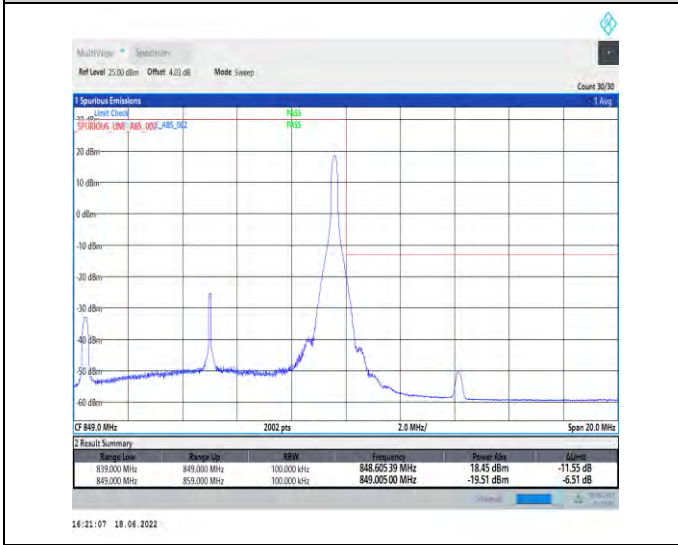 MultiView Spectrum
Ref Level 25.00 dBm Offset 4.03 dB Mode Sweep
Count 30/30
1 Spurious Emissions 1 Avg
Limit Check PASS
SPURIOUS_LINE_ABS_002 PASS
20 dBm
10 dBm
0 dBm
-10 dBm
-20 dBm
-30 dBm
-40 dBm
-50 dBm
-60 dBm
CF 849.0 MHz 2002 pts 2.0 MHz/ Span 20.0 MHz
2 Result Summary
Range Low Range Up RBW Frequency Power Abs ΔLimit
839.000 MHz 849.000 MHz 100.000 kHz 848.605 39 MHz 18.45 dBm -11.55 dB
849.000 MHz 859.000 MHz 100.000 kHz 849.005 00 MHz -19.51 dBm -6.51 dB
16:21:07 18.06.2022